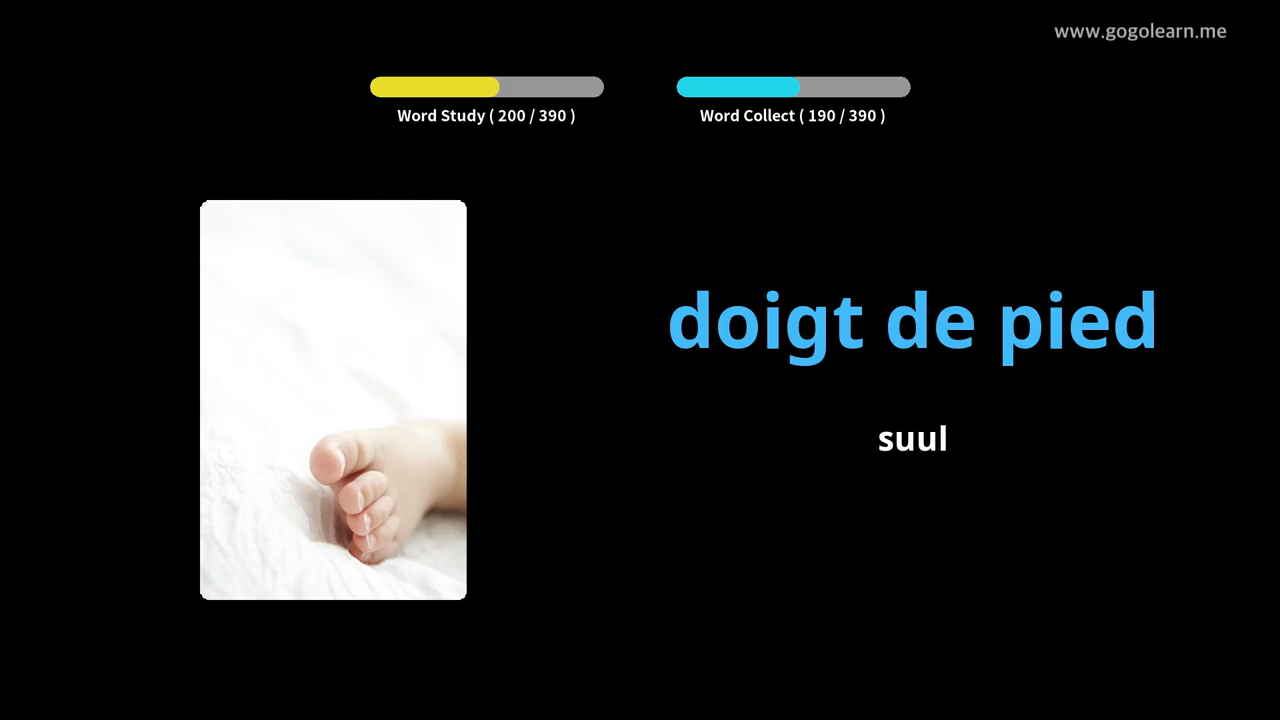 www.gogolearn.me
Word Study ( 200 / 390 )
Word Collect ( 190 / 390 )
doigt de pied
suul